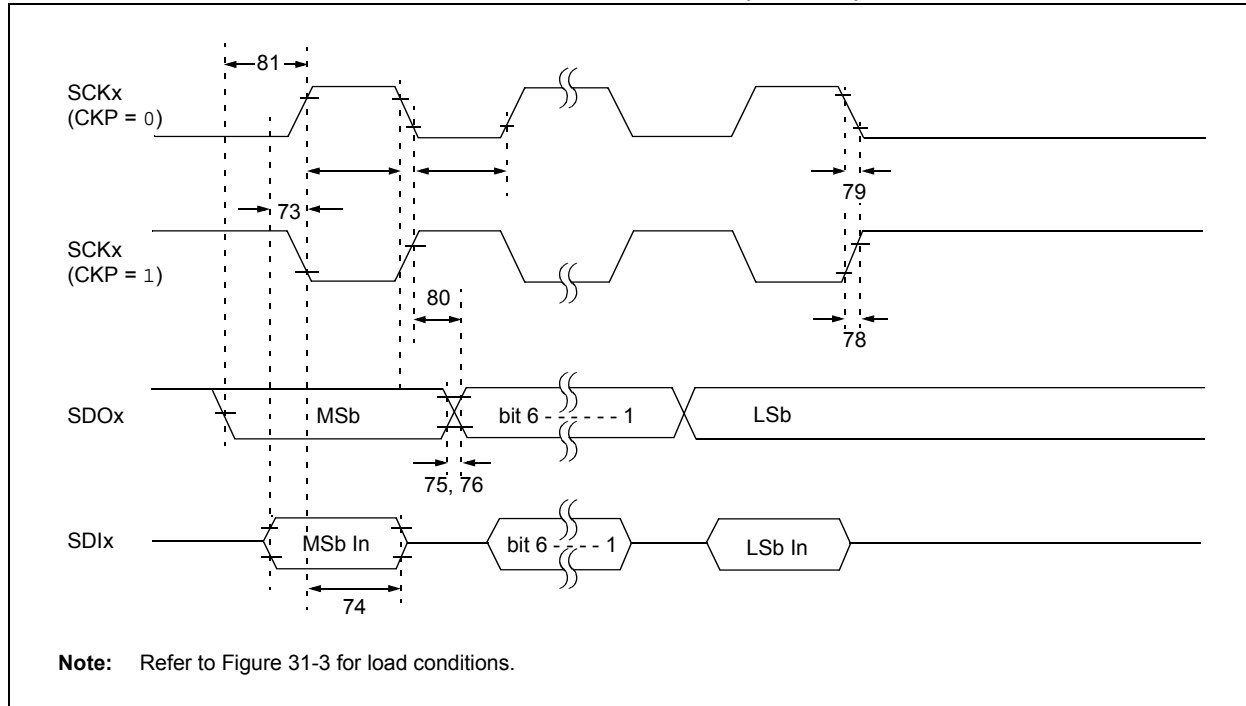 81
SCKx
(CKP = 0)
79
73
SCKx
(CKP = 1)
80
78
SDOx
MSb
bit 6 - - - - - - 1
LSb
75, 76
SDIx
MSb In
bit 6 - - - - 1
LSb In
74
Note: Refer to Figure 31-3 for load conditions.